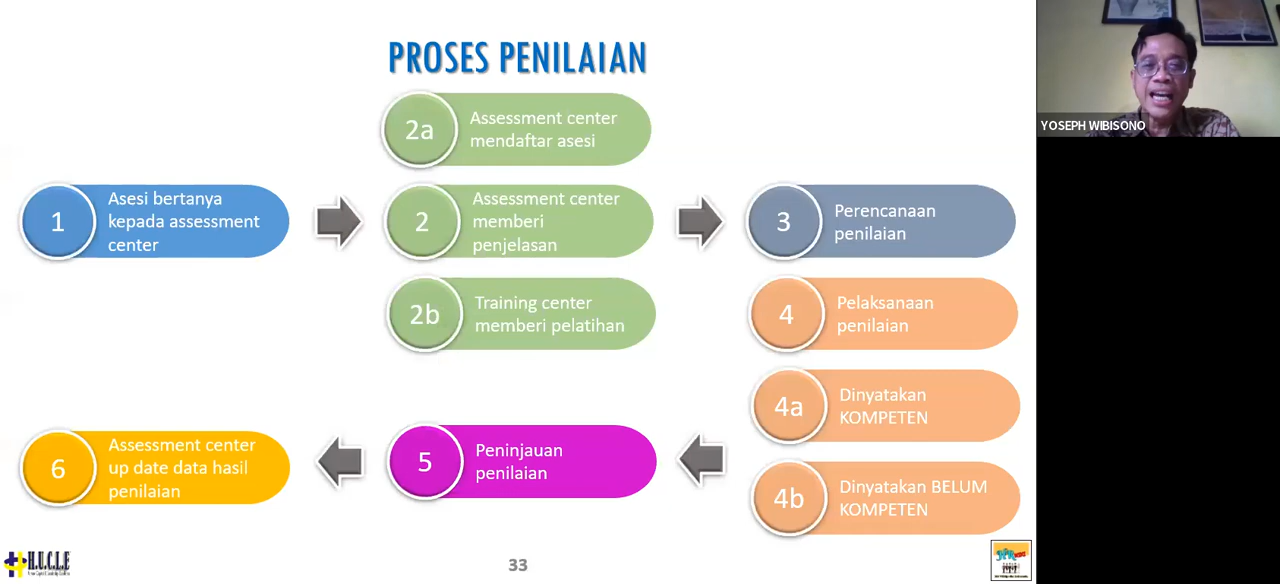 PROSES PENILAIAN
YOSEPH WIBISONO
1
Asesi bertanya
kepada assessment
center
2a
Assessment center
mendaftar asesi
2
Assessment center
memberi
penjelasan
2b
Training center
memberi pelatihan
3
Perencanaan
penilaian
4
Pelaksanaan
penilaian
4a
Dinyatakan
KOMPETEN
4b
Dinyatakan BELUM
KOMPETEN
5
Peninjauan
penilaian
6
Assessment center
up date data hasil
penilaian
H.U.C.L.E
33